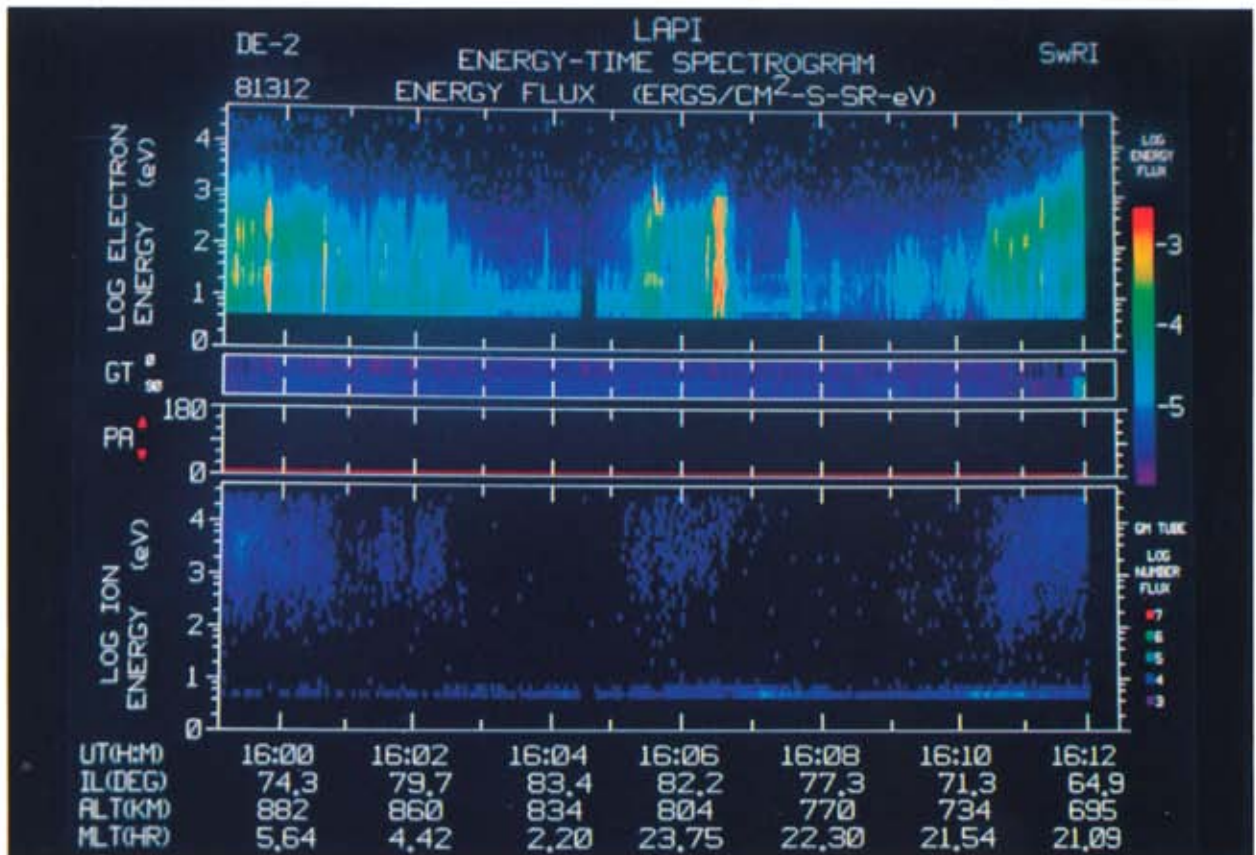 LAPI
DE-2 ENERGY-TIME SPECTROGRAM SwRI
81312 ENERGY FLUX (ERGS/CM²-S-SR-eV)
LOG ELECTRON
ENERGY (eV)
4
3
2
1
0
LOG
ENERGY
FLUX
-3
-4
-5
GT 0
90
PA
180
0
LOG ION
ENERGY (eV)
4
3
2
1
0
GM TUBE
LOG
NUMBER
FLUX
7
6
5
4
3
UT(H:M) 16:00 16:02 16:04 16:06 16:08 16:10 16:12
IL(DEG) 74.3 79.7 83.4 82.2 77.3 71.3 64.9
ALT(KM) 882 860 834 804 770 734 695
MLT(HR) 5.64 4.42 2.20 23.75 22.30 21.54 21.09